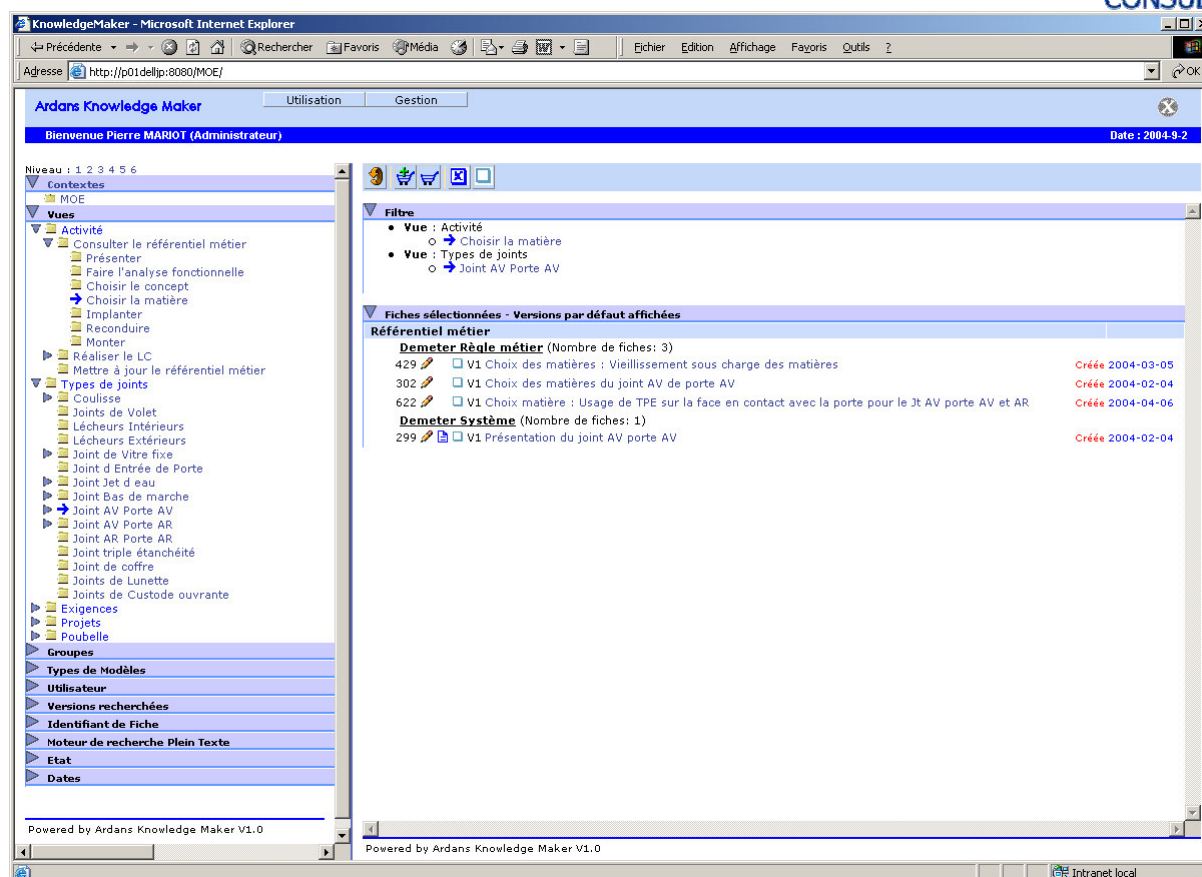 CONSUL
KnowledgeMaker - Microsoft Internet Explorer
Précédente Rechercher Favoris Média Fichier Edition Affichage Favoris Outils ?
Adresse http://p01delljp:8080/MOE/ OK
Ardans Knowledge Maker Utilisation Gestion
Bienvenue Pierre MARIOT (Administrateur) Date : 2004-9-2
Niveau : 1 2 3 4 5 6
Contextes
MOE
Vues
Activité
Consulter le référentiel métier
Présenter
Faire l'analyse fonctionnelle
Choisir le concept
Choisir la matière
Implanter
Reconduire
Monter
Réaliser le LC
Mettre à jour le référentiel métier
Types de joints
Coulisse
Joints de Volet
Lécheurs Intérieurs
Lécheurs Extérieurs
Joint de Vitre fixe
Joint d Entrée de Porte
Joint Jet d eau
Joint Bas de marche
Joint AV Porte AV
Joint AV Porte AR
Joint AR Porte AR
Joint triple étanchéité
Joint de coffre
Joints de Lunette
Joints de Custode ouvrante
Exigences
Projets
Poubelle
Groupes
Types de Modèles
Utilisateur
Versions recherchées
Identifiant de Fiche
Moteur de recherche Plein Texte
Etat
Dates
Powered by Ardans Knowledge Maker V1.0
Filtre
Vue : Activité
Choisir la matière
Vue : Types de joints
Joint AV Porte AV
Fiches sélectionnées - Versions par défaut affichées
Référentiel métier
Demeter Règle métier (Nombre de fiches: 3)
429 V1 Choix des matières : Vieillissement sous charge des matières Créée 2004-03-05
302 V1 Choix des matières du joint AV de porte AV Créée 2004-02-04
622 V1 Choix matière : Usage de TPE sur la face en contact avec la porte pour le Jt AV porte AV et AR Créée 2004-04-06
Demeter Système (Nombre de fiches: 1)
299 V1 Présentation du joint AV porte AV Créée 2004-02-04
Powered by Ardans Knowledge Maker V1.0
Intranet local